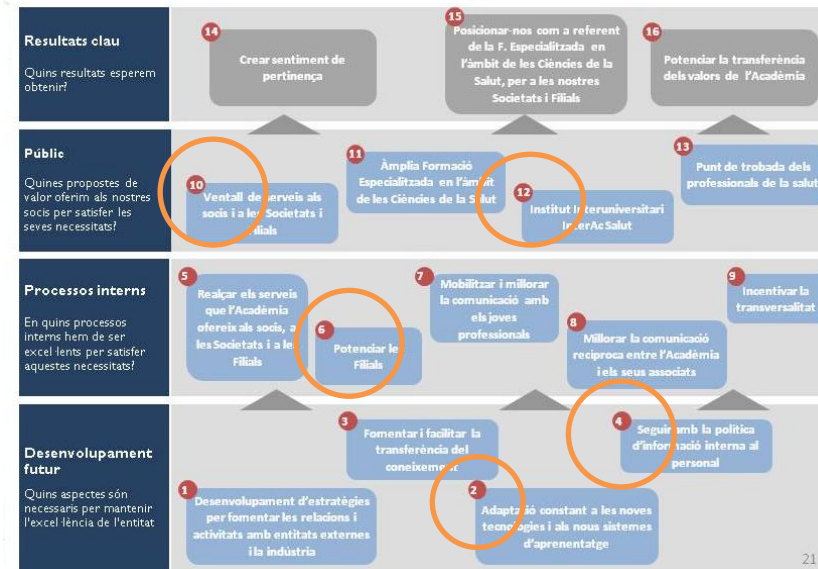 Resultats clau
Quins resultats esperem
obtenir?
14
Crear sentiment de
pertinença
15
Posicionar-nos com a referent
de la F. Especialitzada en
l'àmbit de les Ciències de la
Salut, per a les nostres
Societats i Filials
16
Potenciar la transferència
dels valors de l'Acadèmia
Públic
Quines propostes de
valor oferim als nostres
socis per satisfer les
seves necessitats?
10
Ventall de serveis als
socis i a les Societats i
Filials
11
Àmplia Formació
Especialitzada en l'àmbit
de les Ciències de la Salut
12
Institut Interuniversitari
InterAc Salut
13
Punt de trobada dels
professionals de la salut
Processos interns
En quins processos
interns hem de ser
excel·lents per satisfer
aquestes necessitats?
5
Realçar els serveis
que l'Acadèmia
ofereix als socis, a
les Societats i a les
Filials
6
Potenciar le
Filials
7
Mobilitzar i millorar
la comunicació amb
els joves
professionals
8
Millorar la comunicació
reciproca entre l'Acadèmia
i els seus associats
9
Incentivar la
transversalitat
Desenvolupament
futur
Quins aspectes són
necessaris per mantenir
l'excel·lència de l'entitat
1
Desenvolupament d'estratègies
per fomentar les relacions i
activitats amb entitats externes
i la indústria
2
Adaptació constant a les noves
tecnologies i als nous sistemes
d'aprenentatge
3
Fomentar i facilitar la
transferència del
coneixement
4
Seguir amb la política
d'informació interna al
personal
21